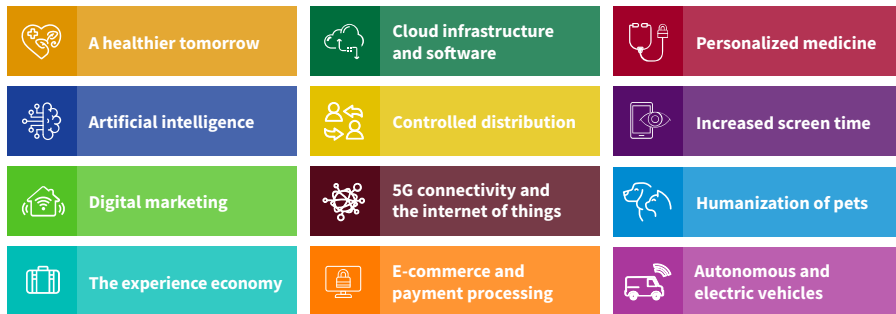 A healthier tomorrow
Cloud infrastructure
and software
Personalized medicine
Artificial intelligence
Controlled distribution
Increased screen time
Digital marketing
5G connectivity and
the internet of things
Humanization of pets
The experience economy
E-commerce and
payment processing
Autonomous and
electric vehicles